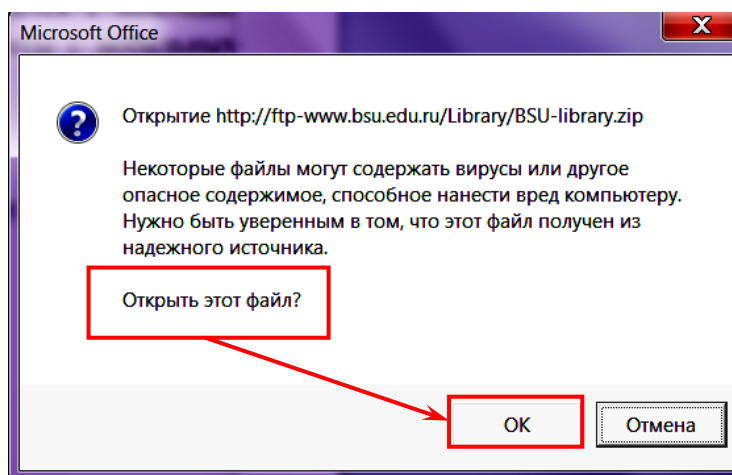 Microsoft Office
X
Открытие http://ftp-www.bsu.edu.ru/Library/BSU-library.zip
Некоторые файлы могут содержать вирусы или другое
опасное содержимое, способное нанести вред компьютеру.
Нужно быть уверенным в том, что этот файл получен из
надежного источника.
Открыть этот файл?
ОК
Отмена